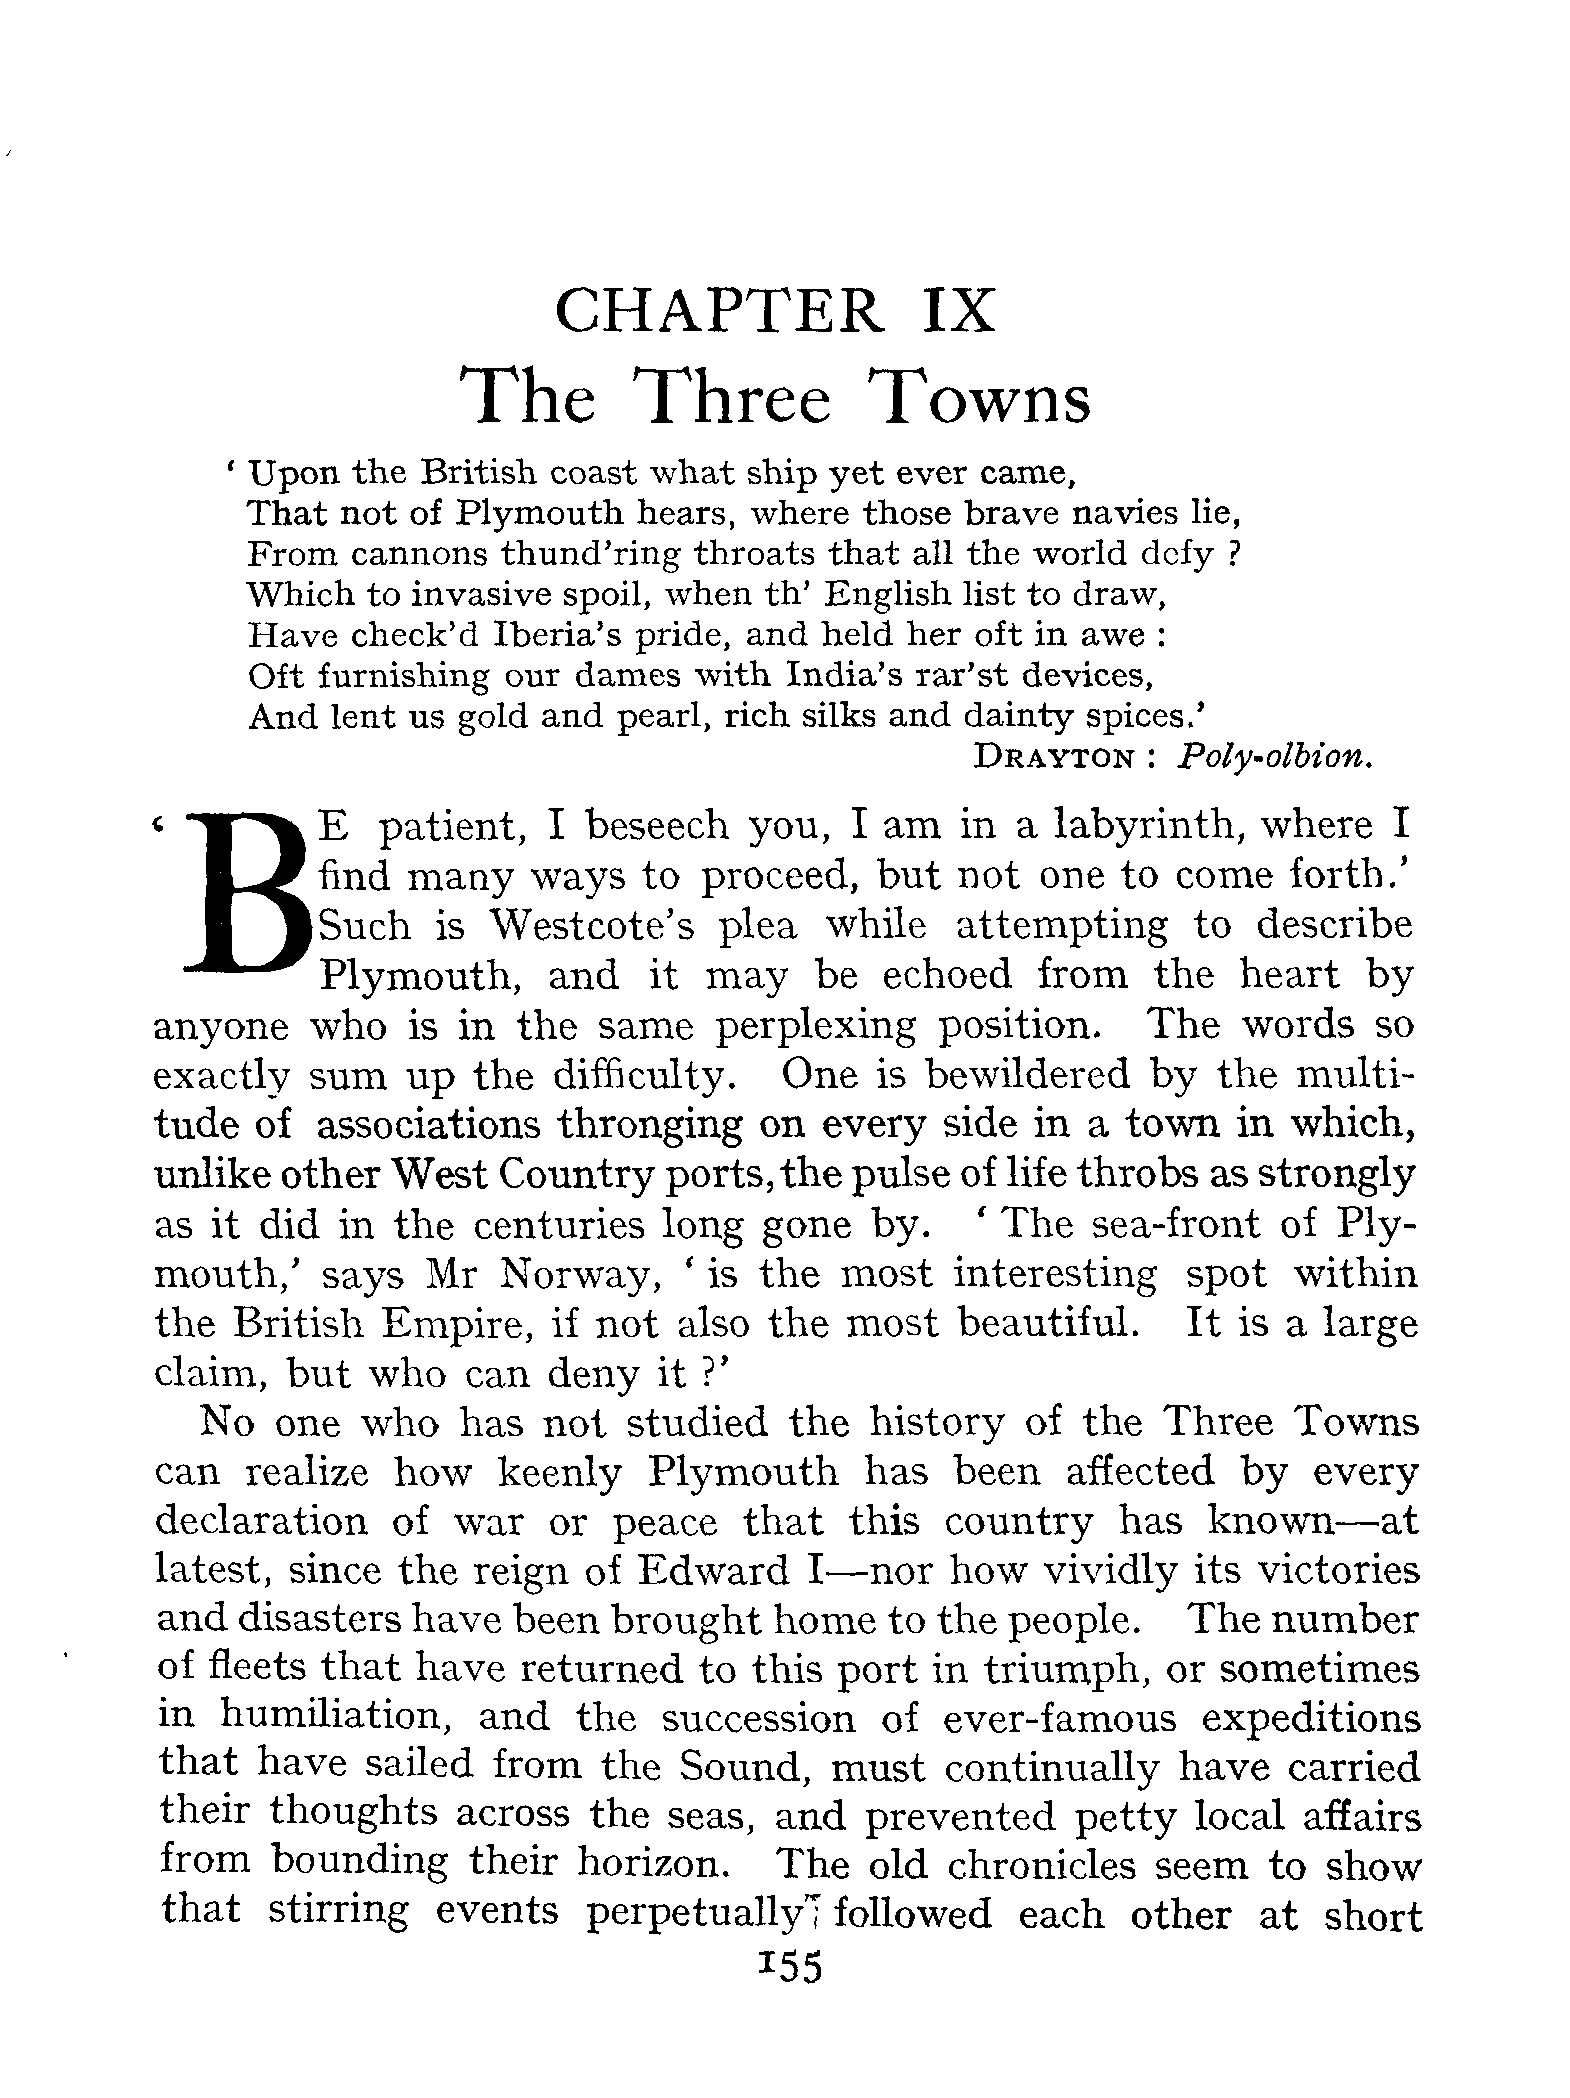 CHAPTER IX
The Three Towns
‘ Upon the British coast what ship yet ever came,
That not of Plymouth hears, where those brave navies lie,
From cannons thund’ring throats that all the world defy ?
Which to invasive spoil, when th’ English list to draw,
Have check’d Iberia’s pride, and held her oft in awe :
Oft furnishing our dames with India’s rar’st devices,
And lent us gold and pearl, rich silks and dainty spices.’
DRAYTON : Poly-olbion.
‘ BE patient, I beseech you, I am in a labyrinth, where I
find many ways to proceed, but not one to come forth.’
Such is Westcote’s plea while attempting to describe
Plymouth, and it may be echoed from the heart by
anyone who is in the same perplexing position. The words so
exactly sum up the difficulty. One is bewildered by the multi-
tude of associations thronging on every side in a town in which,
unlike other West Country ports, the pulse of life throbs as strongly
as it did in the centuries long gone by. ‘ The sea-front of Ply-
mouth,’ says Mr Norway, ‘ is the most interesting spot within
the British Empire, if not also the most beautiful. It is a large
claim, but who can deny it ?’
No one who has not studied the history of the Three Towns
can realize how keenly Plymouth has been affected by every
declaration of war or peace that this country has known—at
latest, since the reign of Edward I—nor how vividly its victories
and disasters have been brought home to the people. The number
of fleets that have returned to this port in triumph, or sometimes
in humiliation, and the succession of ever-famous expeditions
that have sailed from the Sound, must continually have carried
their thoughts across the seas, and prevented petty local affairs
from bounding their horizon. The old chronicles seem to show
that stirring events perpetually followed each other at short
155